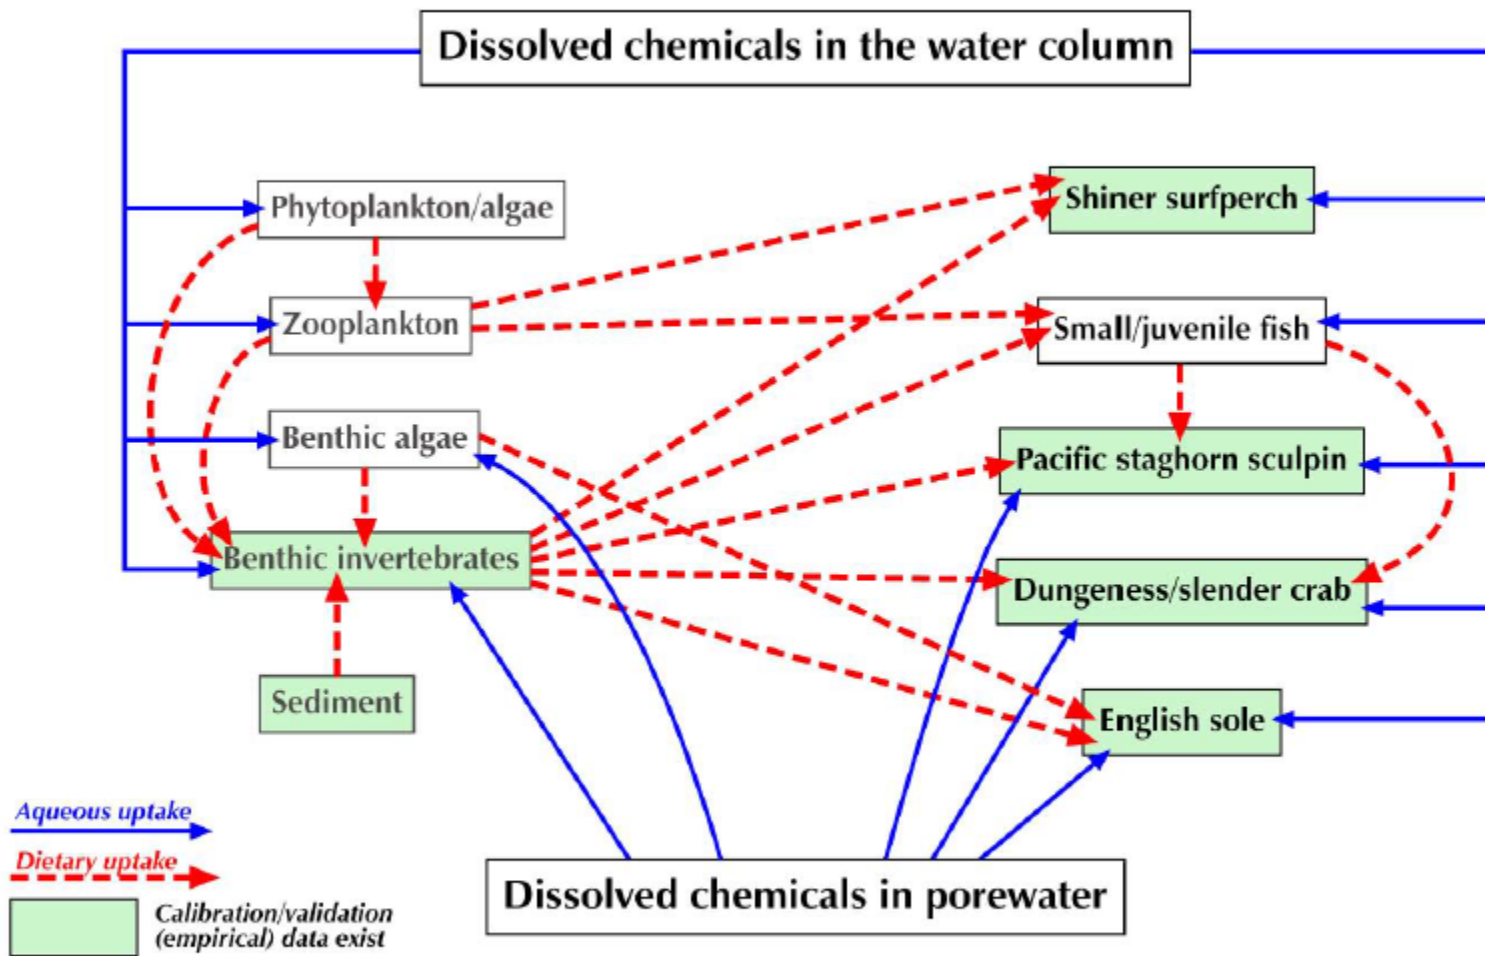 Dissolved chemicals in the water column
Phytoplankton/algae
Shiner surfperch
Zooplankton
Small/juvenile fish
Benthic algae
Pacific staghorn sculpin
Benthic invertebrates
Dungeness/slender crab
Sediment
English sole
Aqueous uptake
Dietary uptake
Calibration/validation
(empirical) data exist
Dissolved chemicals in porewater